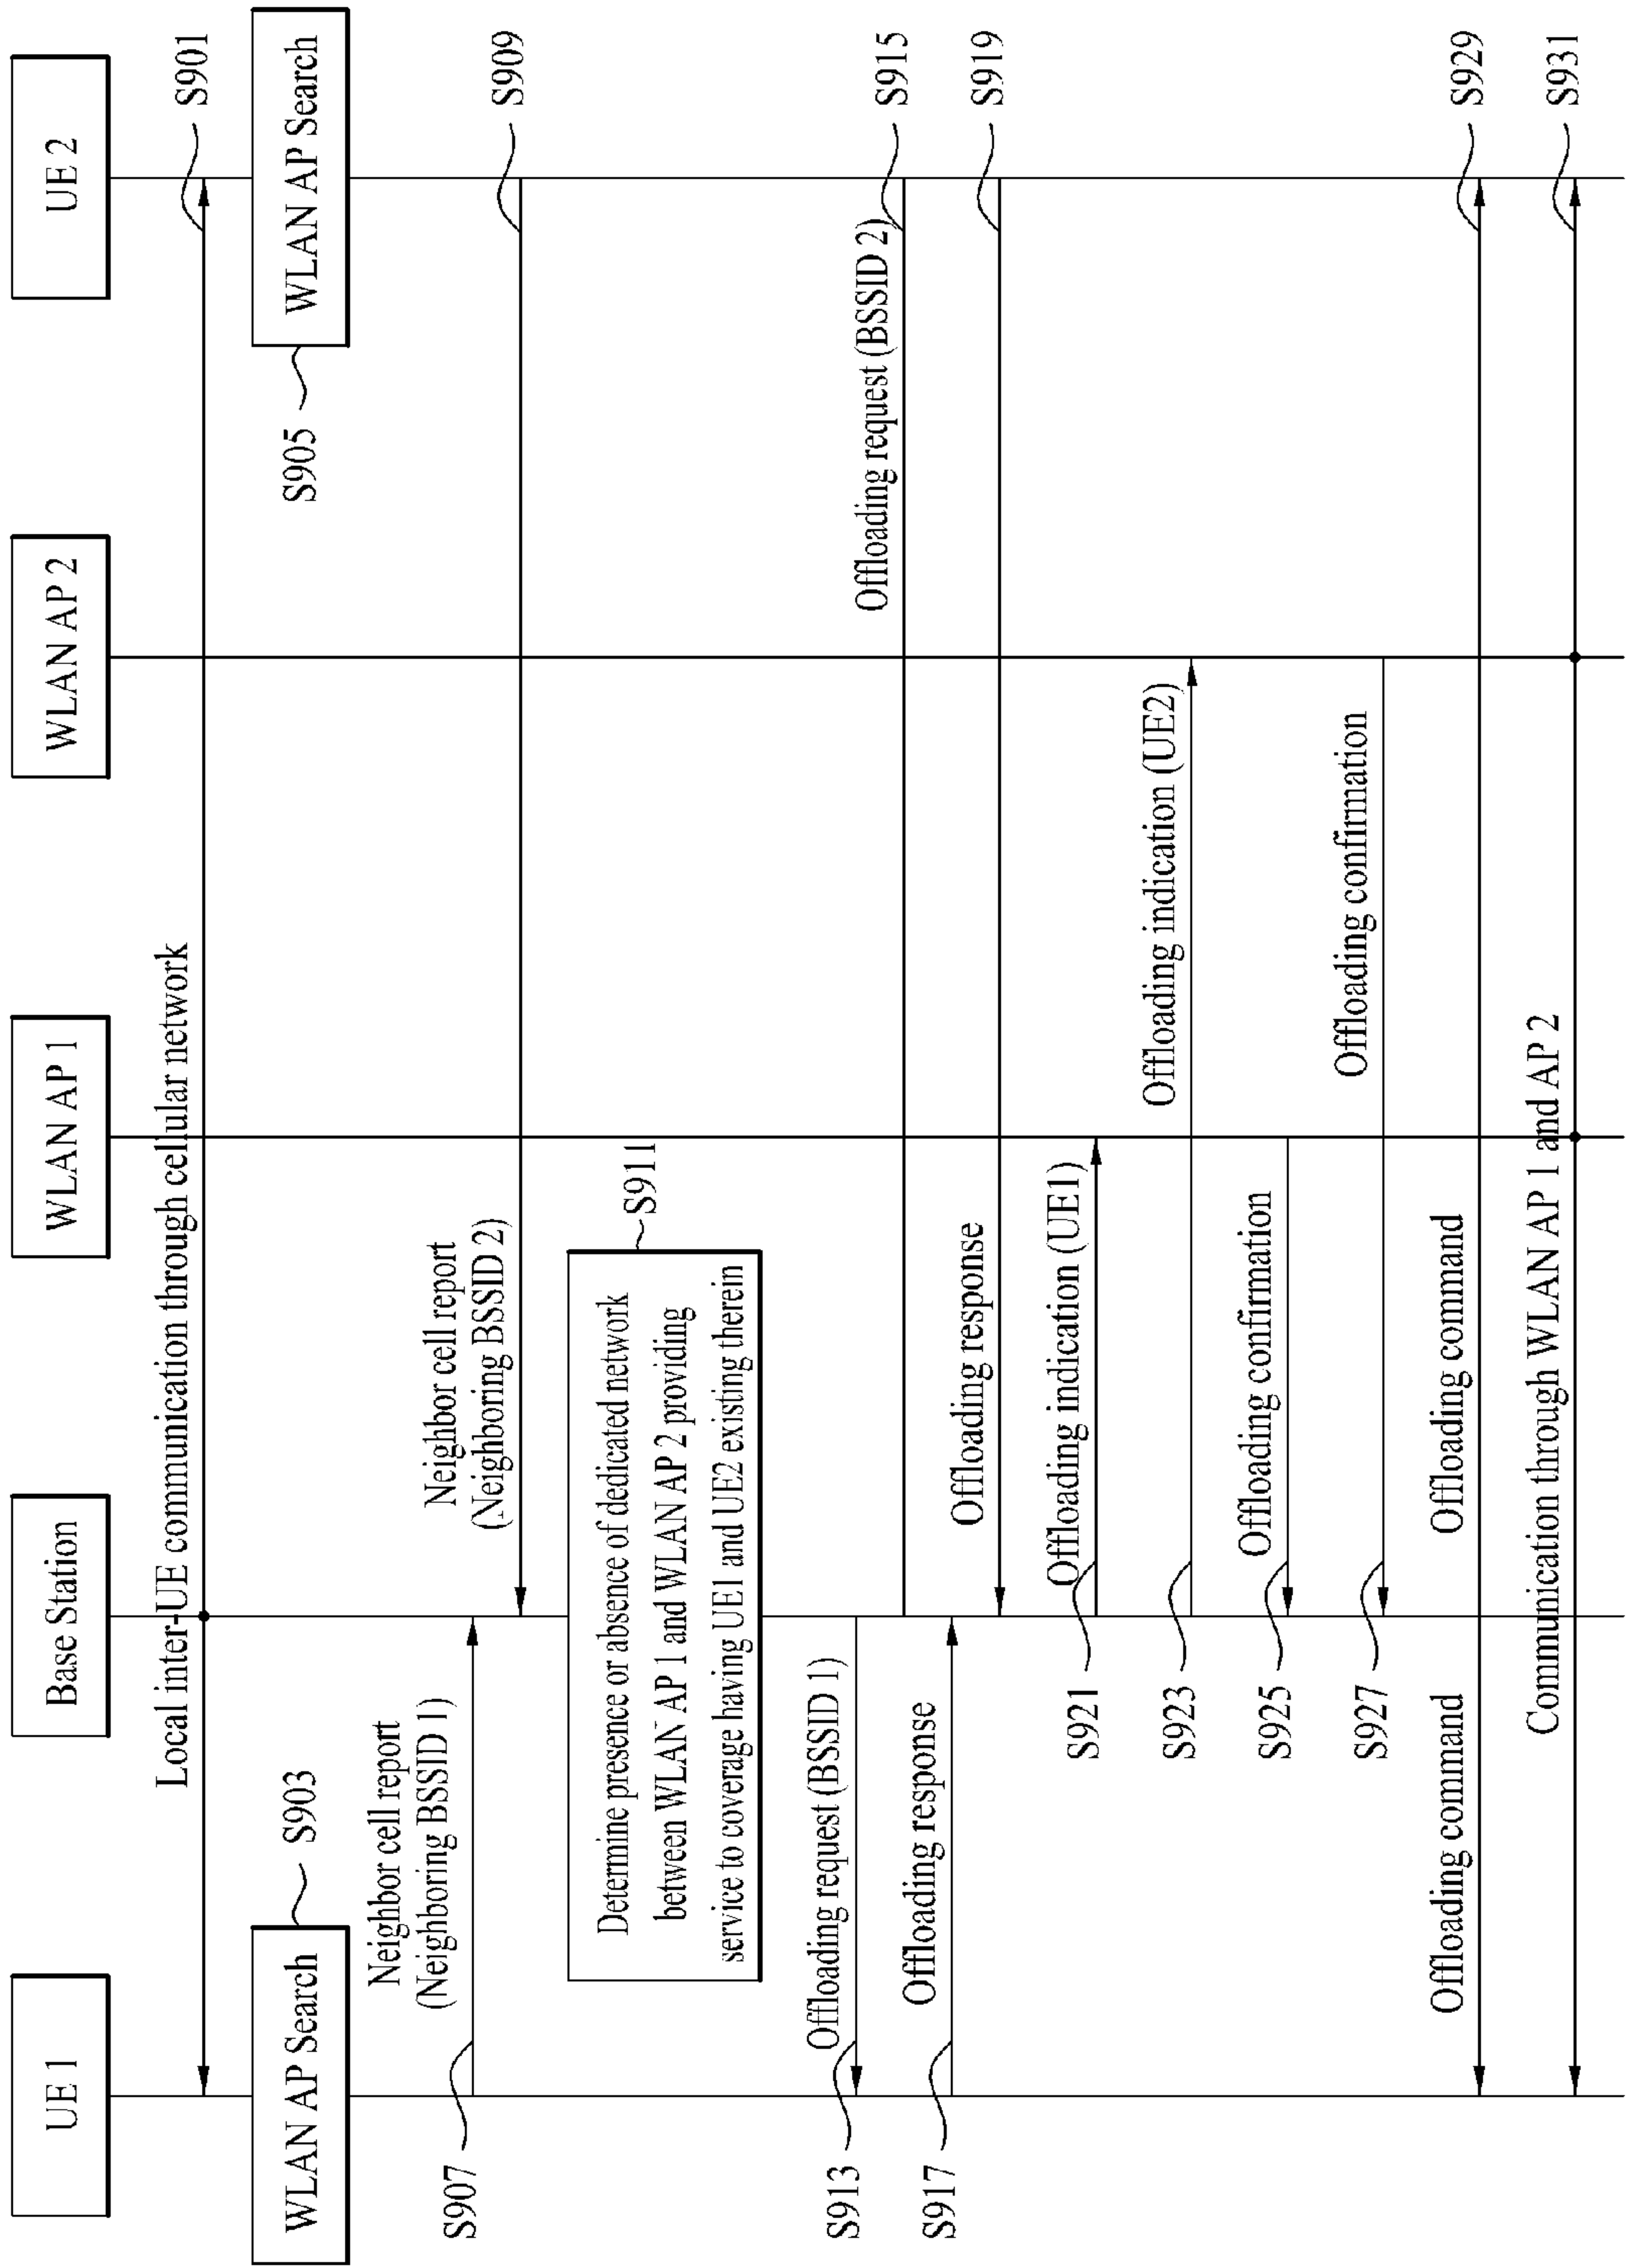 UE 1
Base Station
WLAN AP 1
WLAN AP 2
UE 2
Local inter-UE communication through cellular network
S901
WLAN AP Search
S903
S905
WLAN AP Search
Neighbor cell report
(Neighboring BSSID 1)
S907
Neighbor cell report
(Neighboring BSSID 2)
S909
Determine presence or absence of dedicated network
between WLAN AP 1 and WLAN AP 2 providing
service to coverage having UE1 and UE2 existing therein
S911
Offloading request (BSSID 1)
S913
Offloading request (BSSID 2)
S915
Offloading response
S917
Offloading response
S919
Offloading indication (UE1)
S921
Offloading indication (UE2)
S923
Offloading confirmation
S925
Offloading confirmation
S927
Offloading command
Offloading command
S929
Communication through WLAN AP 1 and AP 2
S931